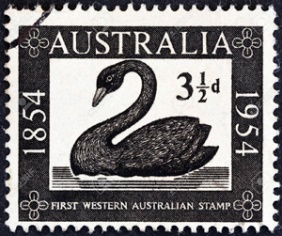 AUSTRALIA
1854
3½d
1954
FIRST WESTERN AUSTRALIAN STAMP